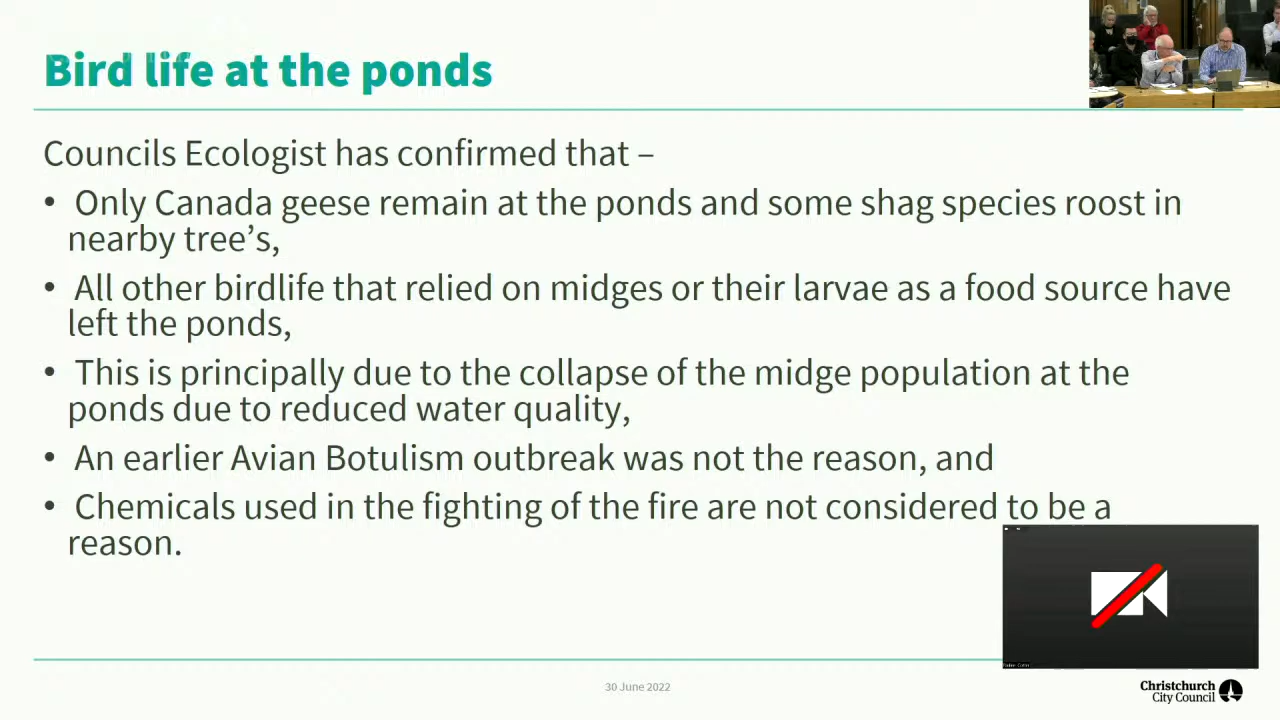 Bird life at the ponds
Councils Ecologist has confirmed that –
• Only Canada geese remain at the ponds and some shag species roost in
nearby tree's,
• All other birdlife that relied on midges or their larvae as a food source have
left the ponds,
• This is principally due to the collapse of the midge population at the
ponds due to reduced water quality,
• An earlier Avian Botulism outbreak was not the reason, and
• Chemicals used in the fighting of the fire are not considered to be a
reason.
30 June 2022
Christchurch
City Council